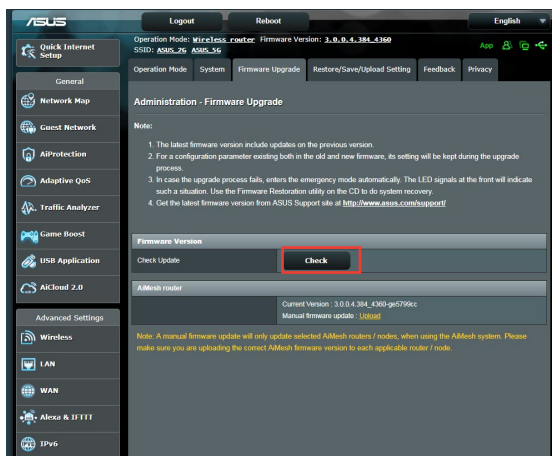 ASUS
Logout
Reboot
English
Quick Internet
Setup
Operation Mode: Wireless router Firmware Version: 3.0.0.4.384_4360
SSID: ASUS_2G ASUS_5G
App
Operation Mode
System
Firmware Upgrade
Restore/Save/Upload Setting
Feedback
Privacy
General
Network Map
Guest Network
AiProtection
Adaptive QoS
Traffic Analyzer
Game Boost
USB Application
AiCloud 2.0
Advanced Settings
Wireless
LAN
WAN
Alexa & IFTTT
IPv6
Administration - Firmware Upgrade
Note:
1. The latest firmware version include updates on the previous version.
2. For a configuration parameter existing both in the old and new firmware, its setting will be kept during the upgrade
process.
3. In case the upgrade process fails, enters the emergency mode automatically. The LED signals at the front will indicate
such a situation. Use the Firmware Restoration utility on the CD to do system recovery.
4. Get the latest firmware version from ASUS Support site at http://www.asus.com/support/
Firmware Version
Check Update
Check
AiMesh router
Current Version : 3.0.0.4.384_4360-ge5799cc
Manual firmware update : Upload
Note: A manual firmware update will only update selected AiMesh routers / nodes, when using the AiMesh system. Please
make sure you are uploading the correct AiMesh firmware version to each applicable router / node.